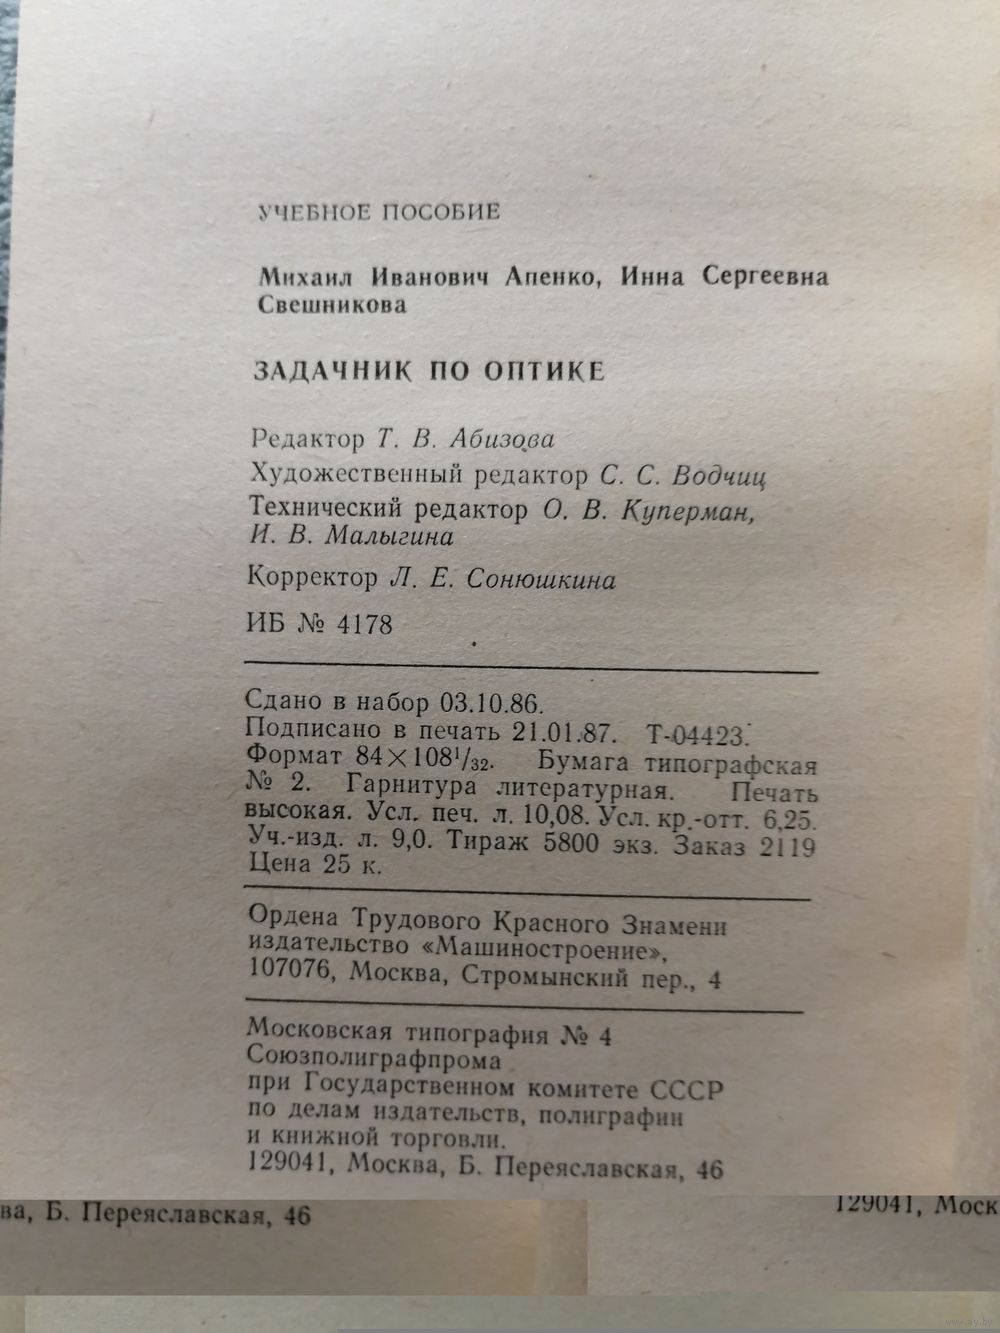 УЧЕБНОЕ ПОСОБИЕ
Михаил Иванович Апенко, Инна Сергеевна
Свешникова
ЗАДАЧНИК ПО ОПТИКЕ
Редактор Т. В. Абизова
Художественный редактор С. С. Водчиц
Технический редактор О. В. Куперман,
И. В. Малыгина
Корректор Л. Е. Сонюшкина
ИБ № 4178
Сдано в набор 03.10.86.
Подписано в печать 21.01.87. Т-04423.
Формат 84×108¹/₃₂. Бумага типографская
№ 2. Гарнитура литературная. Печать
высокая. Усл. печ. л. 10,08. Усл. кр.-отт. 6,25.
Уч.-изд. л. 9,0. Тираж 5800 экз. Заказ 2119
Цена 25 к.
Ордена Трудового Красного Знамени
издательство «Машиностроение»,
107076, Москва, Стромынский пер., 4
Московская типография № 4
Союзполиграфпрома
при Государственном комитете СССР
по делам издательств, полиграфии
и книжной торговли.
129041, Москва, Б. Переяславская, 46
ва, Б. Переяславская, 46
129041, Моск
www.ay.by